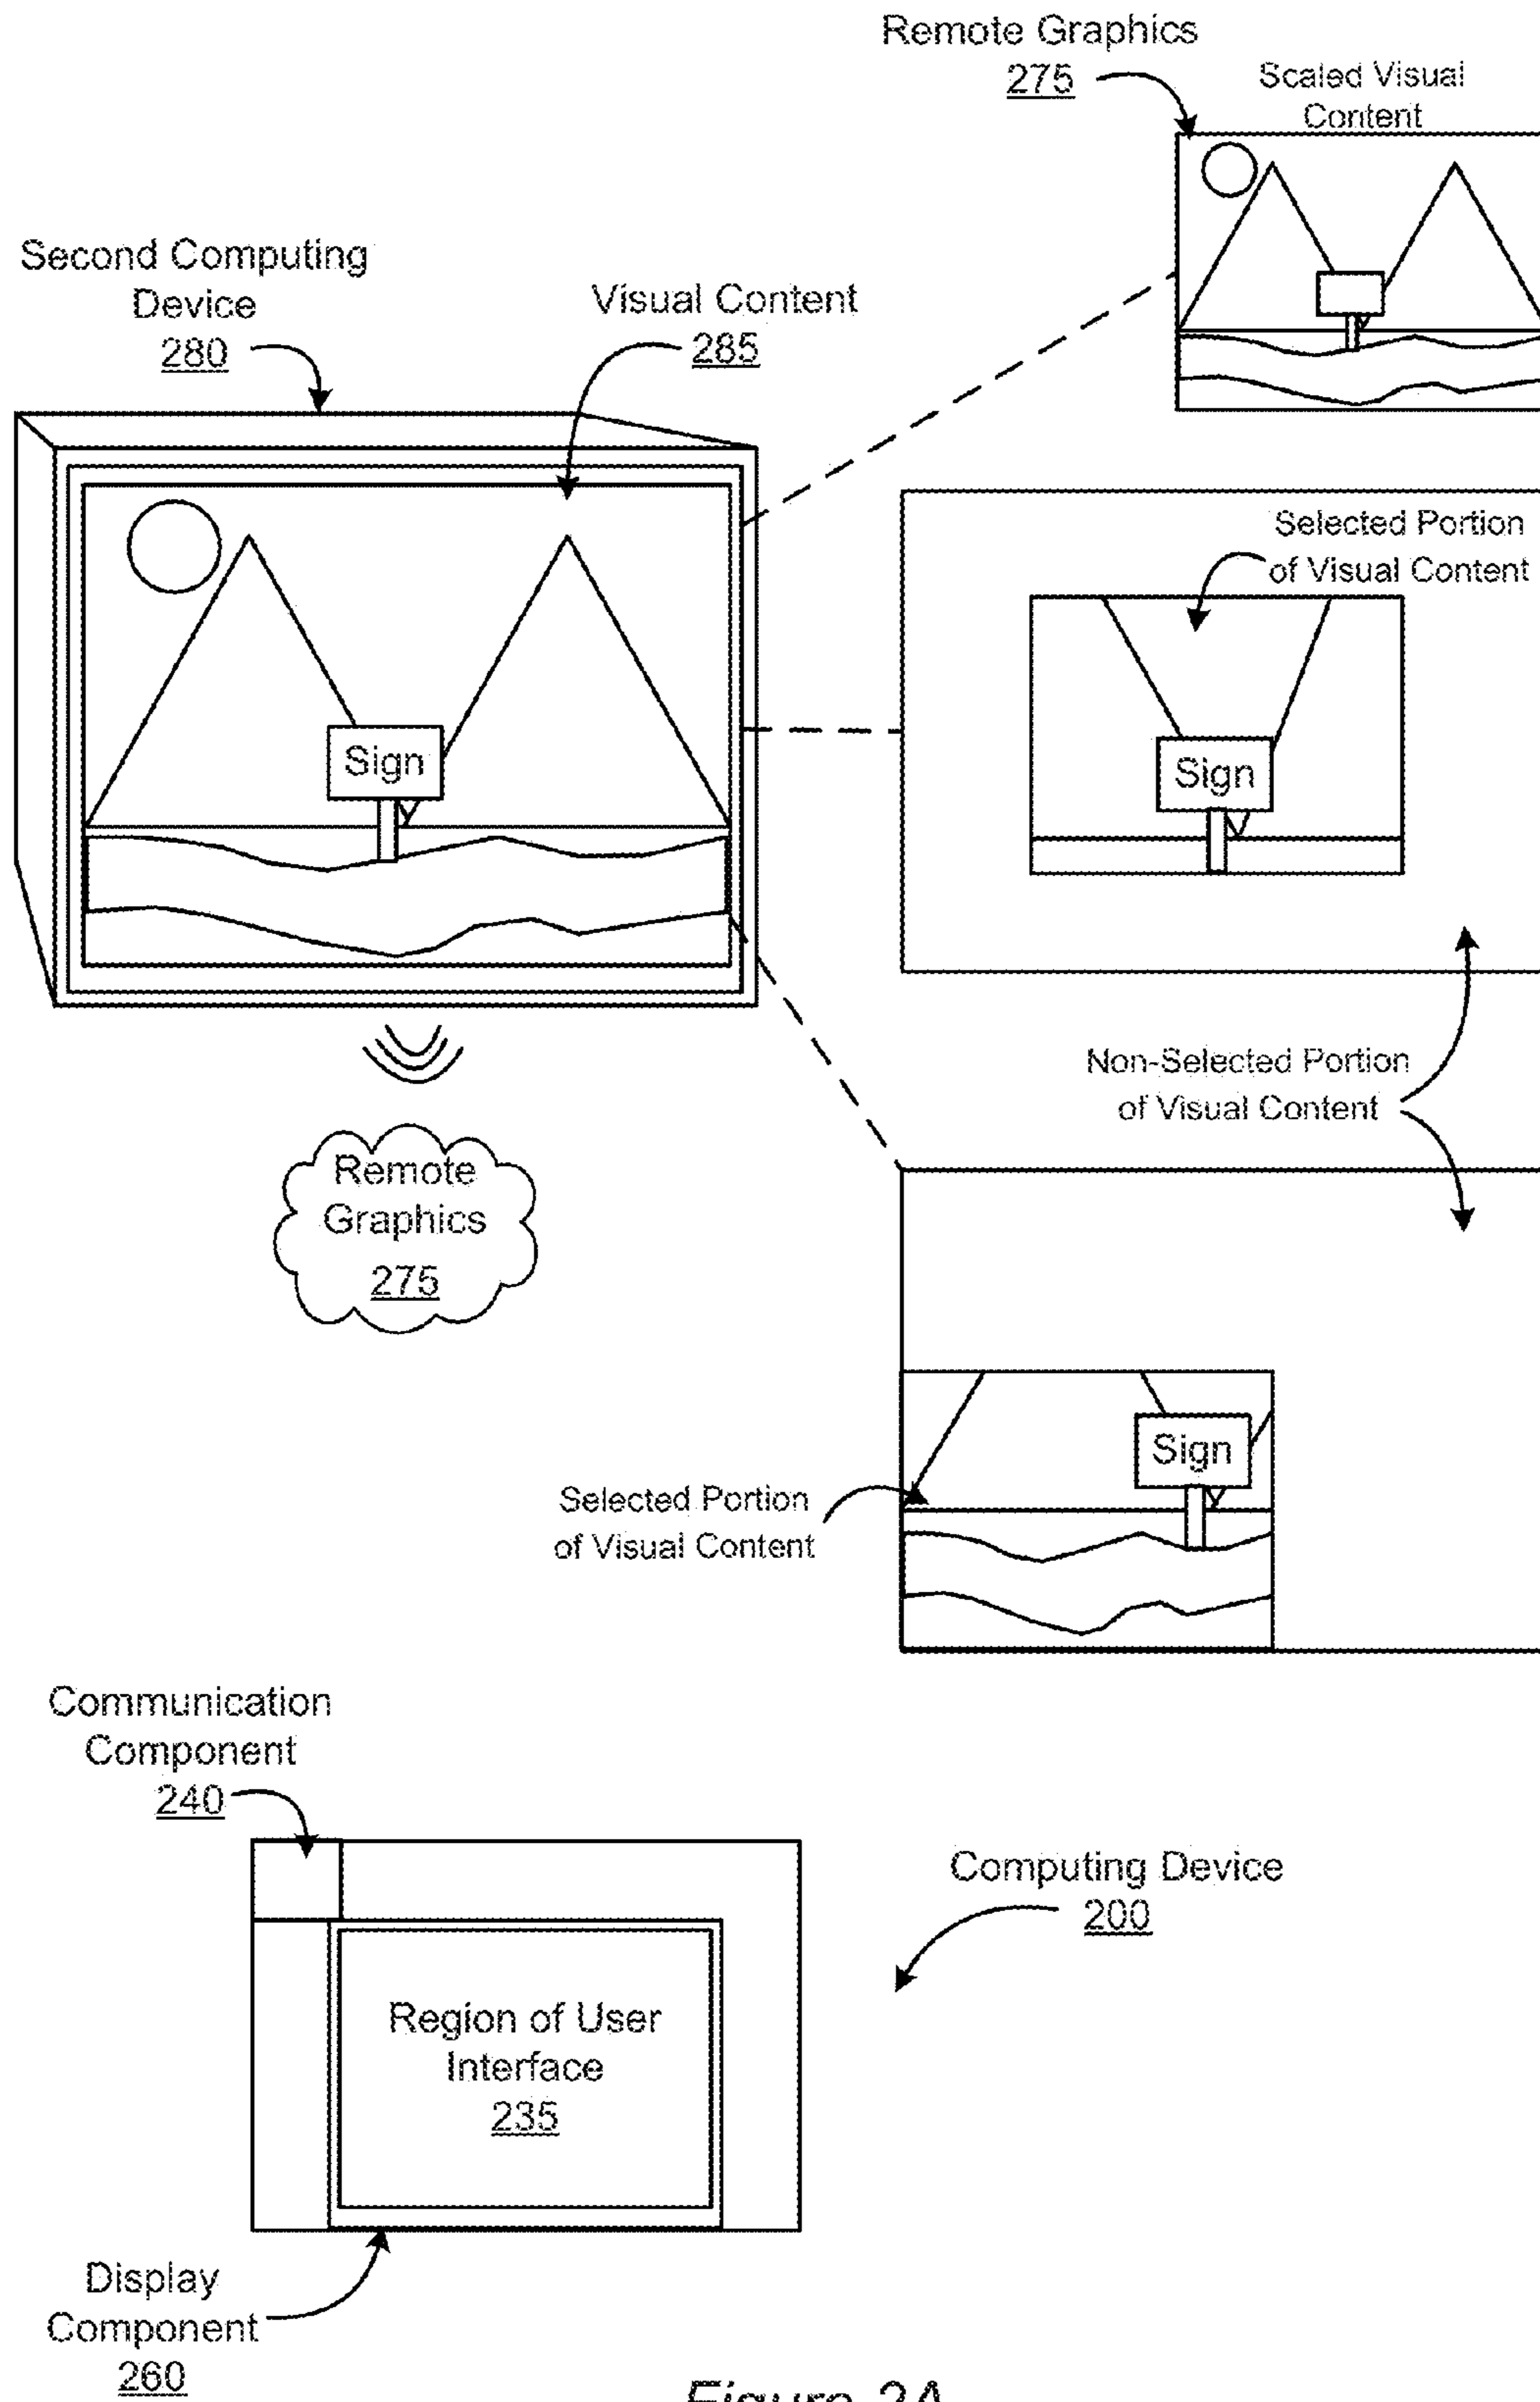 Remote Graphics
275
Scaled Visual
Content
Second Computing
Device
280
Visual Content
285
Selected Portion
of Visual Content
Sign
Sign
Non-Selected Portion
of Visual Content
Remote
Graphics
275
Sign
Selected Portion
of Visual Content
Communication
Component
240
Computing Device
200
Region of User
Interface
235
Display
Component
260
Figure 2A